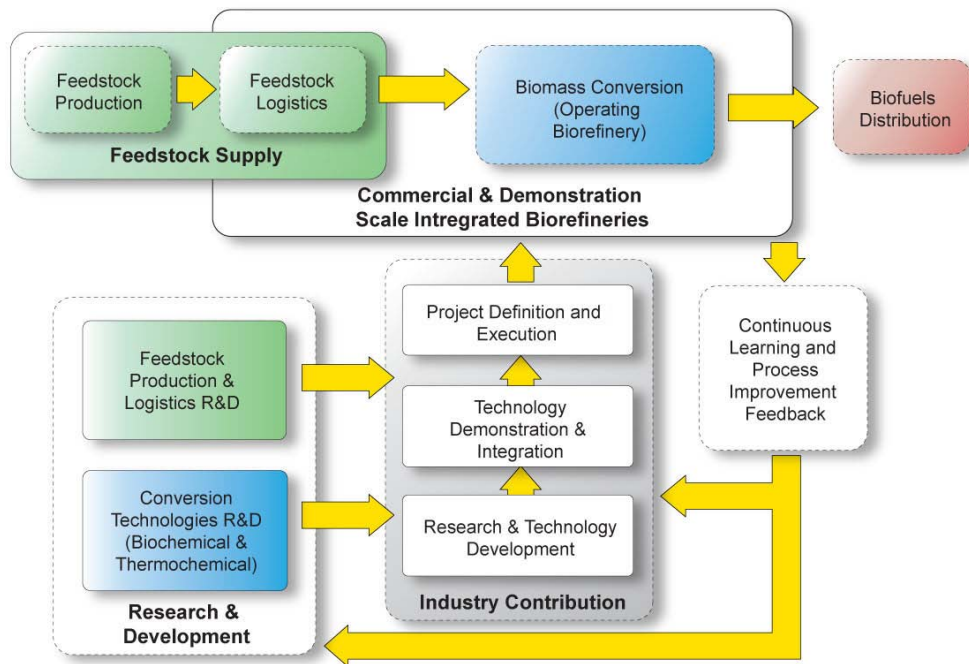 Feedstock
Production
Feedstock
Logistics
Feedstock Supply
Biomass Conversion
(Operating
Biorefinery)
Biofuels
Distribution
Commercial & Demonstration
Scale Intregrated Biorefineries
Feedstock
Production &
Logistics R&D
Conversion
Technologies R&D
(Biochemical &
Thermochemical)
Research &
Development
Project Definition and
Execution
Technology
Demonstration &
Integration
Research & Technology
Development
Industry Contribution
Continuous
Learning and
Process
Improvement
Feedback